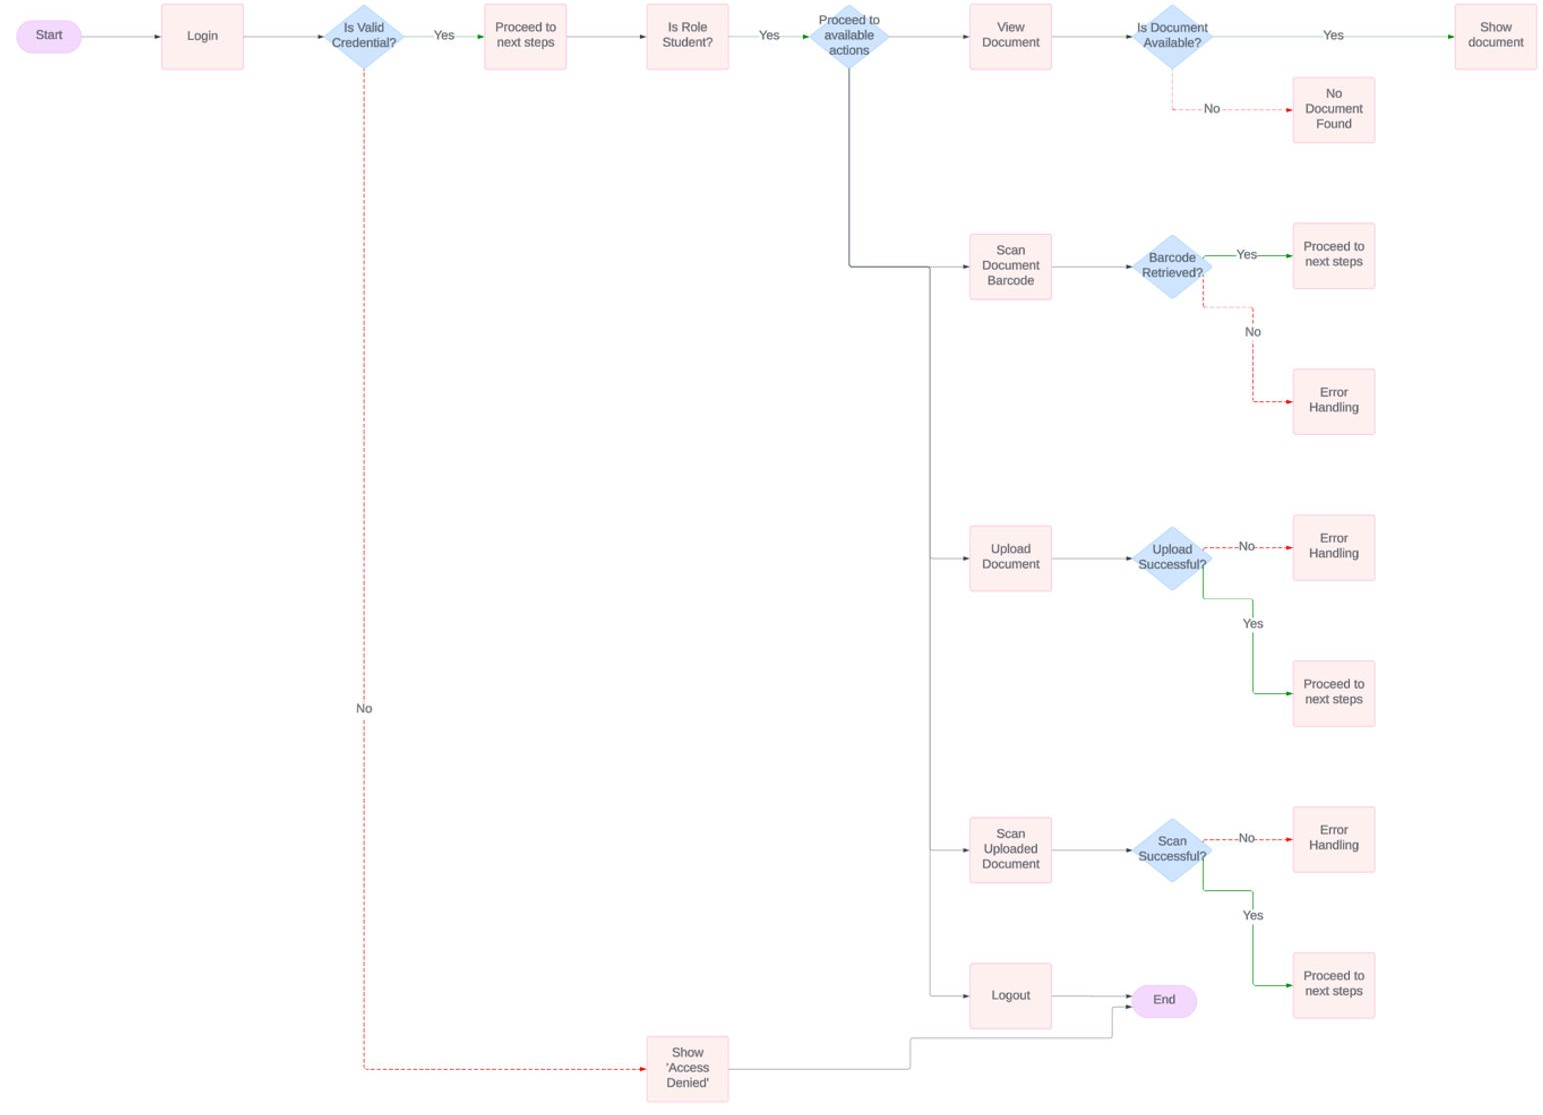 Start
Login
Is Valid
Credential?
Yes
Proceed to
next steps
Is Role
Student?
Yes
Proceed to
available
actions
View
Document
Is Document
Available?
Yes
Show
document
No
No
Document
Found
Scan
Document
Barcode
Barcode
Retrieved?
Yes
Proceed to
next steps
No
Error
Handling
Upload
Document
Upload
Successful?
No
Error
Handling
Yes
Proceed to
next steps
No
Scan
Uploaded
Document
Scan
Successful?
No
Error
Handling
Yes
Proceed to
next steps
Logout
End
Show
'Access
Denied'